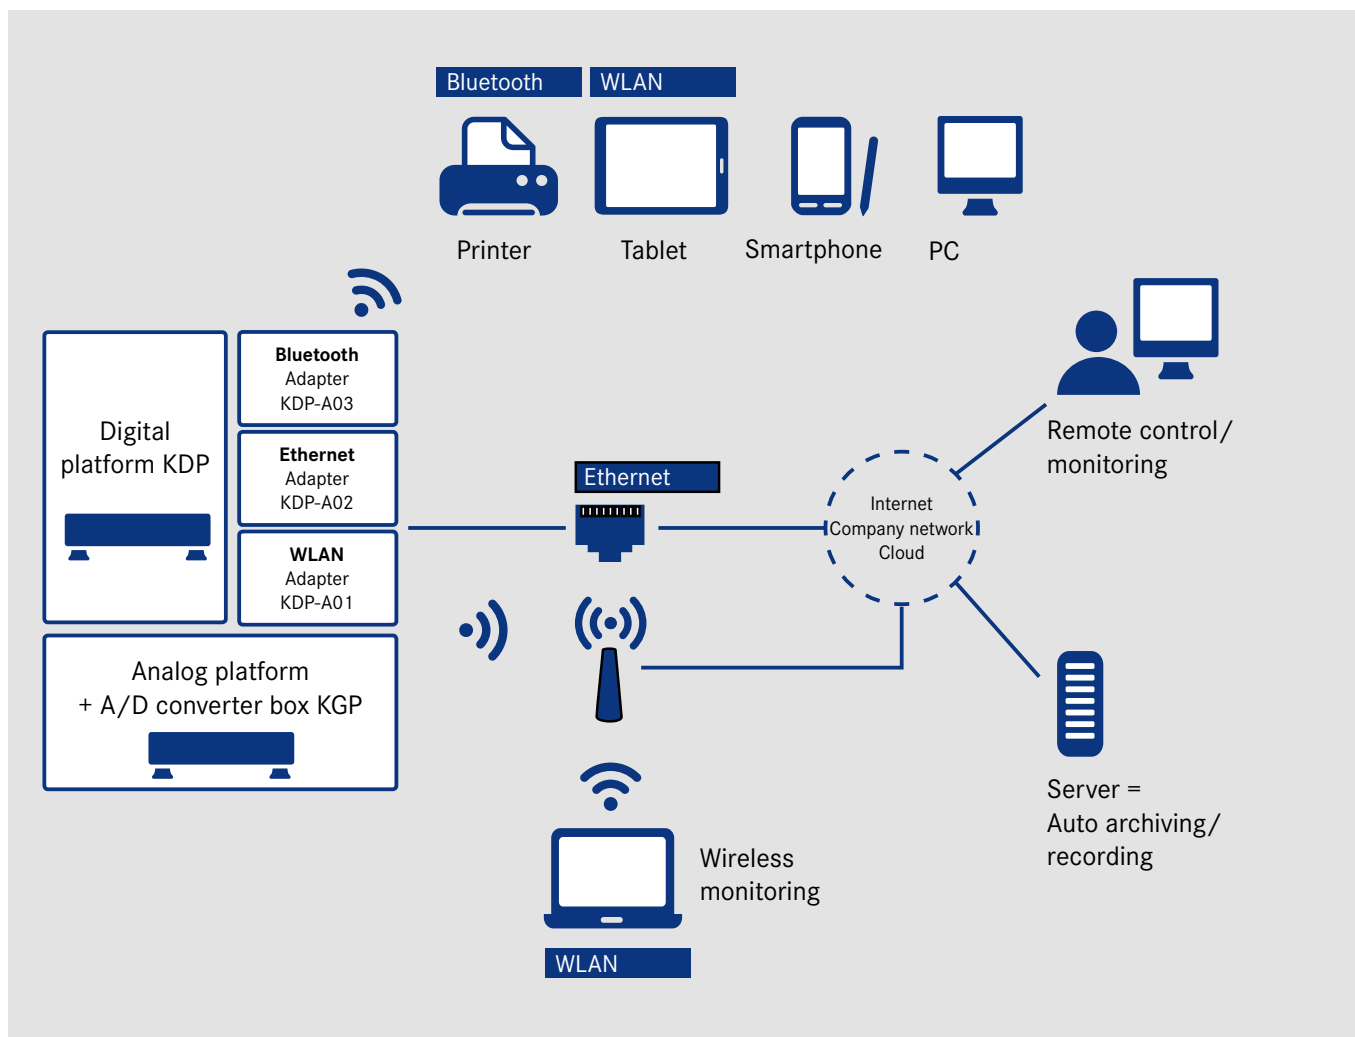 Bluetooth
WLAN
Printer
Tablet
Smartphone
PC
Digital
platform KDP
Bluetooth
Adapter
KDP-A03
Ethernet
Adapter
KDP-A02
WLAN
Adapter
KDP-A01
Analog platform
+ A/D converter box KGP
Ethernet
Internet
Company network
Cloud
Remote control/
monitoring
Server =
Auto archiving/
recording
Wireless
monitoring
WLAN